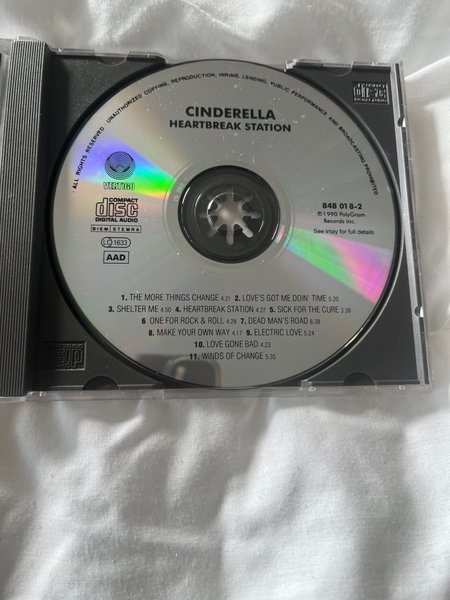 ALL RIGHTS RESERVED · UNAUTHORIZED COPYING, REPRODUCTION, HIRING, LENDING, PUBLIC PERFORMANCE AND BROADCASTING PROHIBITED
CINDERELLA
HEARTBREAK STATION
VERTIGO
COMPACT
disc
DIGITAL AUDIO
BIEM/STEMRA
LC 1633
AAD
848 018-2
℗1990 PolyGram
Records Inc.
See inlay for full details
1. THE MORE THINGS CHANGE 4.21 2. LOVE'S GOT ME DOIN' TIME 5.20
3. SHELTER ME 4.50 4. HEARTBREAK STATION 4.27 5. SICK FOR THE CURE 3.39
6. ONE FOR ROCK & ROLL 4.28 7. DEAD MAN'S ROAD 6.38
8. MAKE YOUR OWN WAY 4.17 9. ELECTRIC LOVE 5.24
10. LOVE GONE BAD 4.23
11. WINDS OF CHANGE 5.35
COMPACT
disc